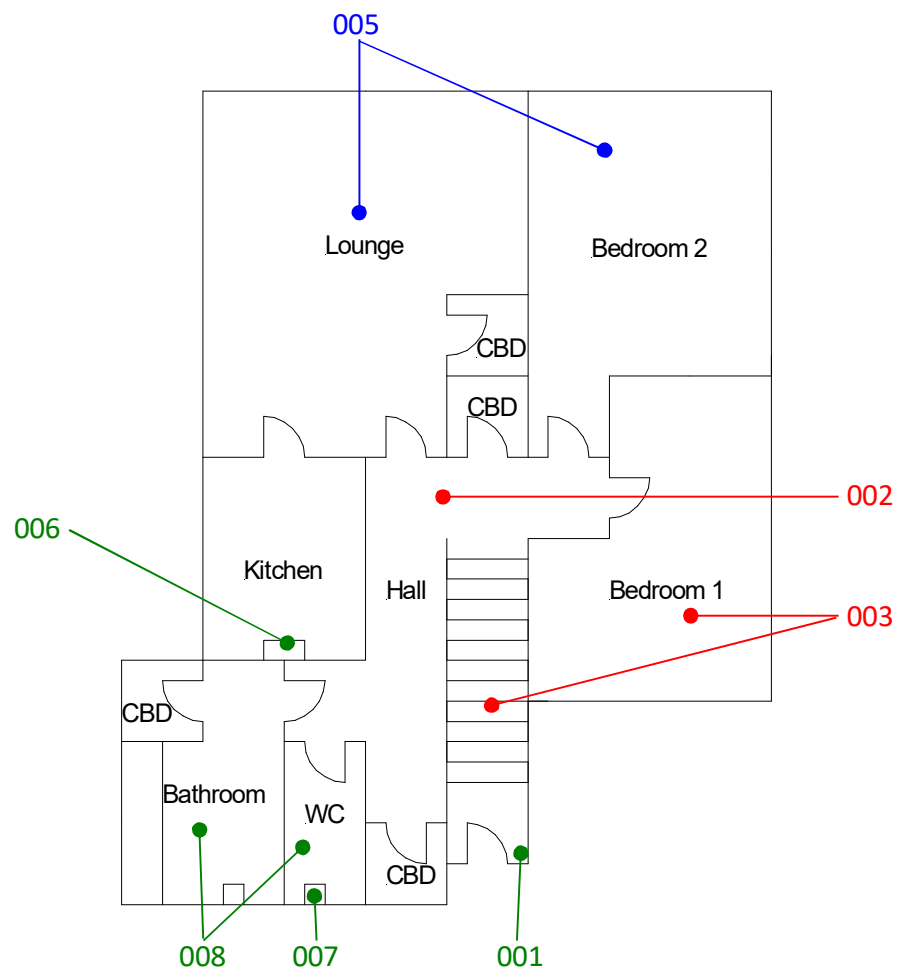 005
Lounge
Bedroom 2
CBD
CBD
002
006
Kitchen
Hall
Bedroom 1
003
CBD
Bathroom
WC
CBD
008
007
001